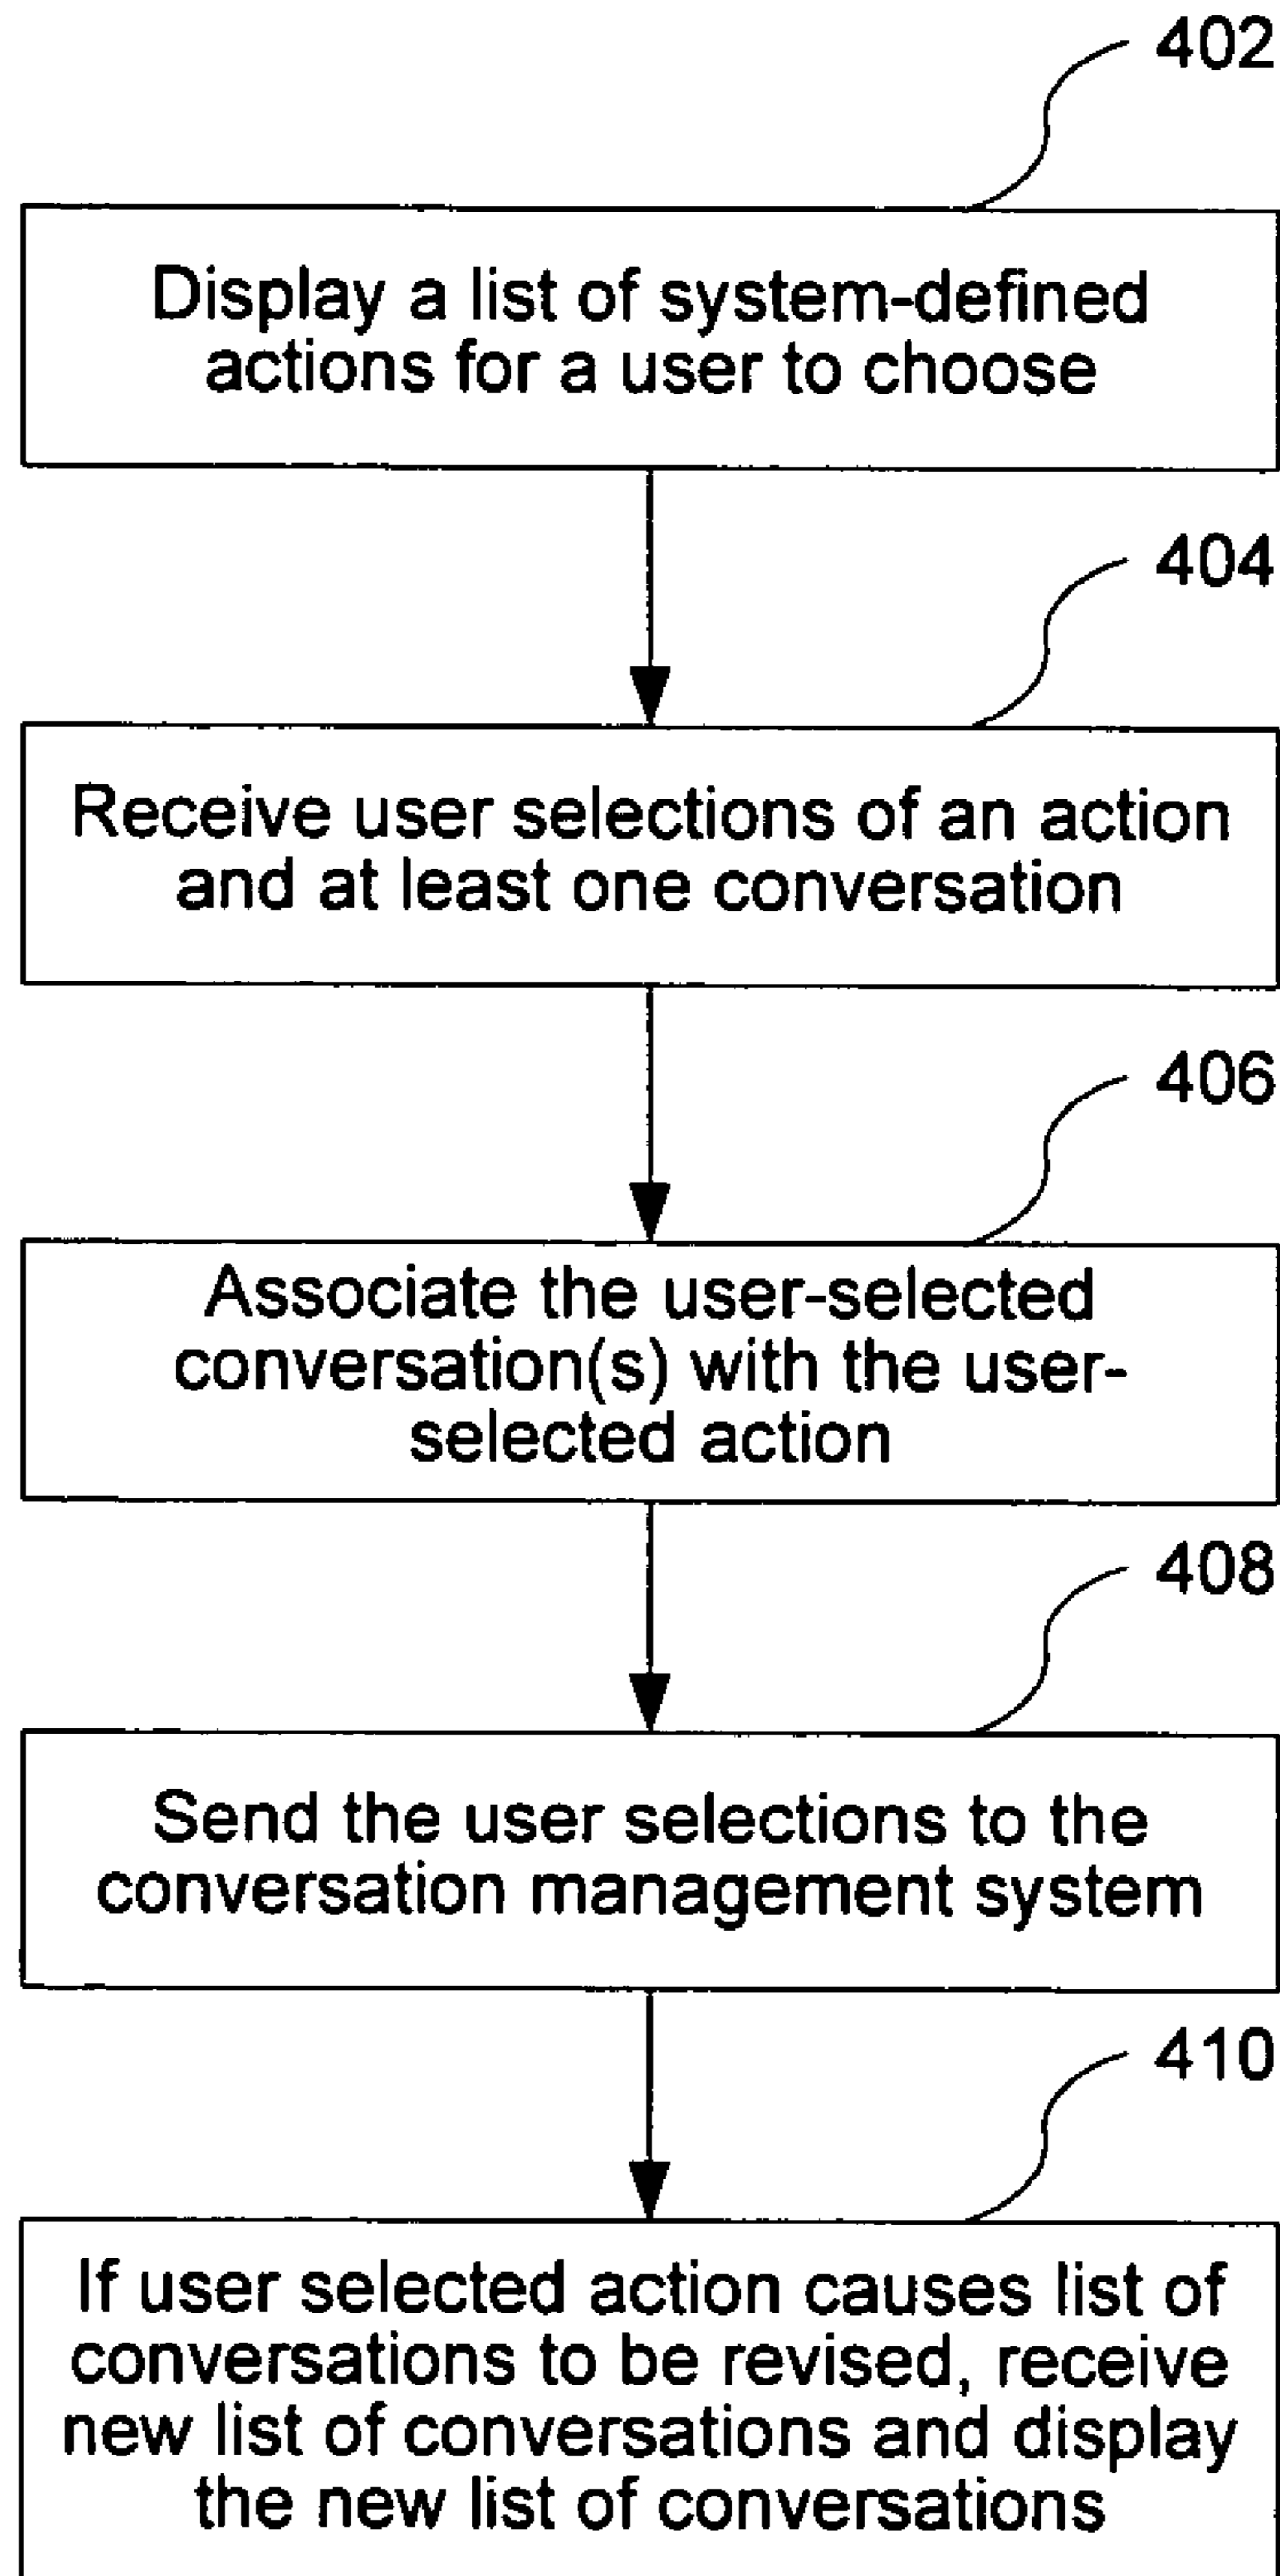 402
Display a list of system-defined
actions for a user to choose
404
Receive user selections of an action
and at least one conversation
406
Associate the user-selected
conversation(s) with the user-
selected action
408
Send the user selections to the
conversation management system
410
If user selected action causes list of
conversations to be revised, receive
new list of conversations and display
the new list of conversations